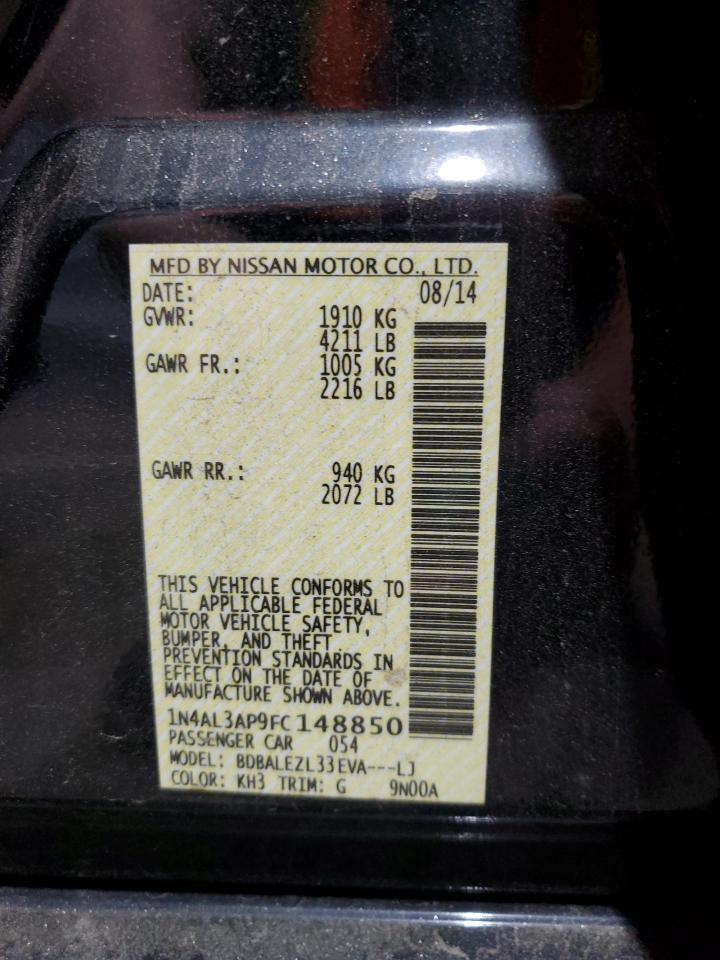 MFD BY NISSAN MOTOR CO., LTD.
DATE: 08/14
GVWR: 1910 KG
4211 LB
GAWR FR.: 1005 KG
2216 LB
GAWR RR.: 940 KG
2072 LB
THIS VEHICLE CONFORMS TO
ALL APPLICABLE FEDERAL
MOTOR VEHICLE SAFETY,
BUMPER, AND THEFT
PREVENTION STANDARDS IN
EFFECT ON THE DATE OF
MANUFACTURE SHOWN ABOVE.
1N4AL3AP9FC148850
PASSENGER CAR 054
MODEL: BDBALEZL33EVA---LJ
COLOR: KH3 TRIM: G 9N00A